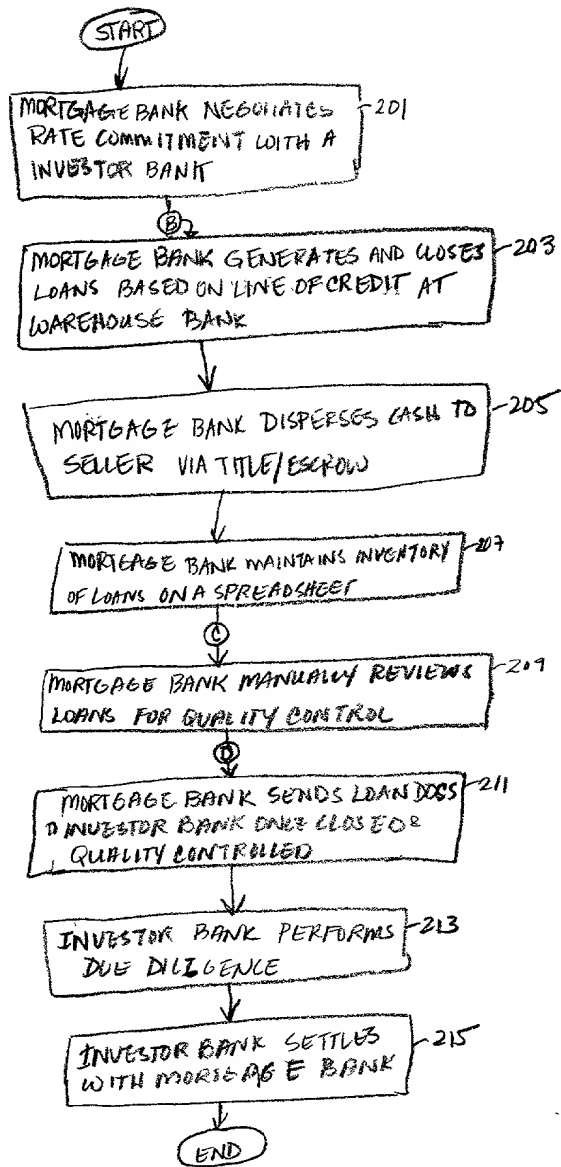 START
MORTGAGE BANK NEGOTIATES
RATE COMMITMENT WITH A
INVESTOR BANK
201
B
MORTGAGE BANK GENERATES AND CLOSES
LOANS BASED ON LINE OF CREDIT AT
WAREHOUSE BANK
203
MORTGAGE BANK DISPERSES CASH TO
SELLER VIA TITLE/ESCROW
205
MORTGAGE BANK MAINTAINS INVENTORY
OF LOANS ON A SPREADSHEET
207
C
MORTGAGE BANK MANUALLY REVIEWS
LOANS FOR QUALITY CONTROL
209
D
MORTGAGE BANK SENDS LOAN DOCS
TO INVESTOR BANK ONCE CLOSED &
QUALITY CONTROLLED
211
INVESTOR BANK PERFORMS
DUE DILIGENCE
213
INVESTOR BANK SETTLES
WITH MORTGAGE BANK
215
END